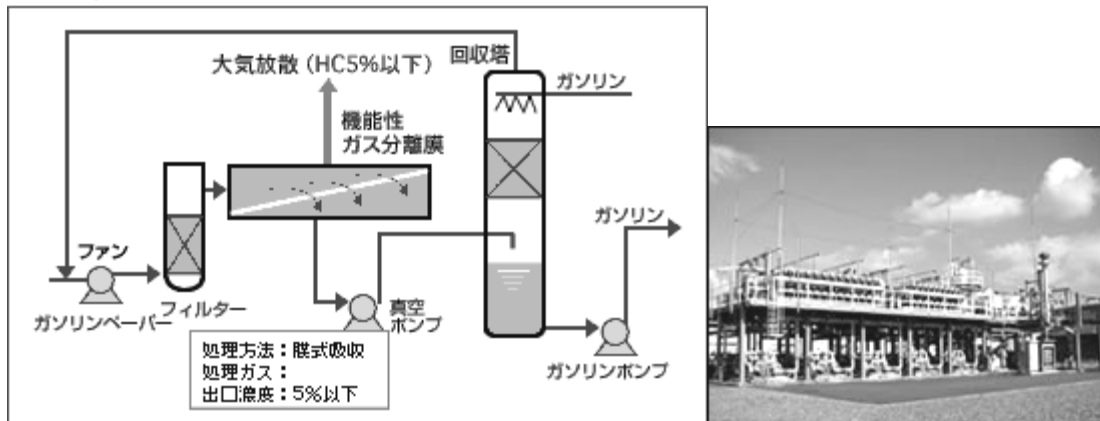 大気放散（HC5%以下）
回収塔
ガソリン
機能性
ガス分離膜
ガソリン
ファン
ガソリンベーパー
フィルター
真空
ポンプ
ガソリンポンプ
処理方法：膜式吸収
処理ガス：
出口濃度：5%以下